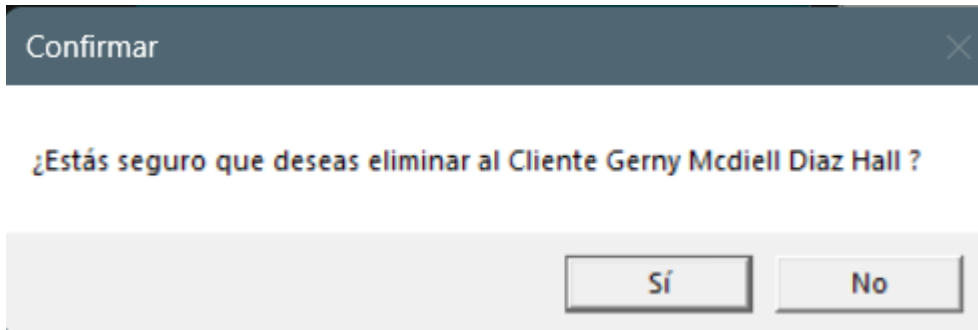 Confirmar
¿Estás seguro que deseas eliminar al Cliente Gerny Mcdiell Diaz Hall ?
Sí No